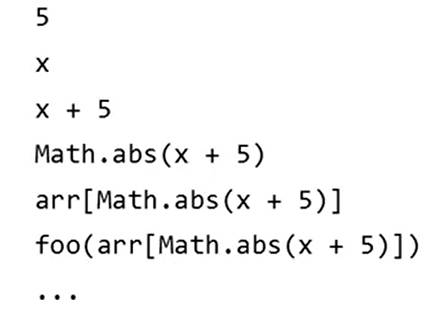 5
x
x + 5
Math.abs(x + 5)
arr[Math.abs(x + 5)]
foo(arr[Math.abs(x + 5)])
...